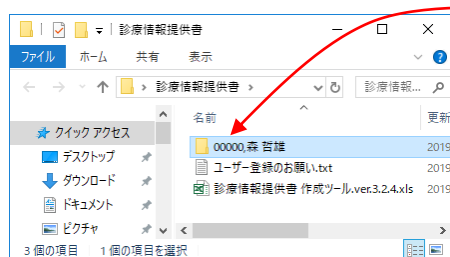 診療情報提供書
ファイル ホーム 共有 表示
診療情報提供書 診療情報...
名前 更新
クイック アクセス
00000,森 哲雄 2019
デスクトップ
ユーザー登録のお願い.txt 2019
ダウンロード
診療情報提供書 作成ツール.ver.3.2.4.xls 2019
ドキュメント
ピクチャ
3 個の項目 1 個の項目を選択